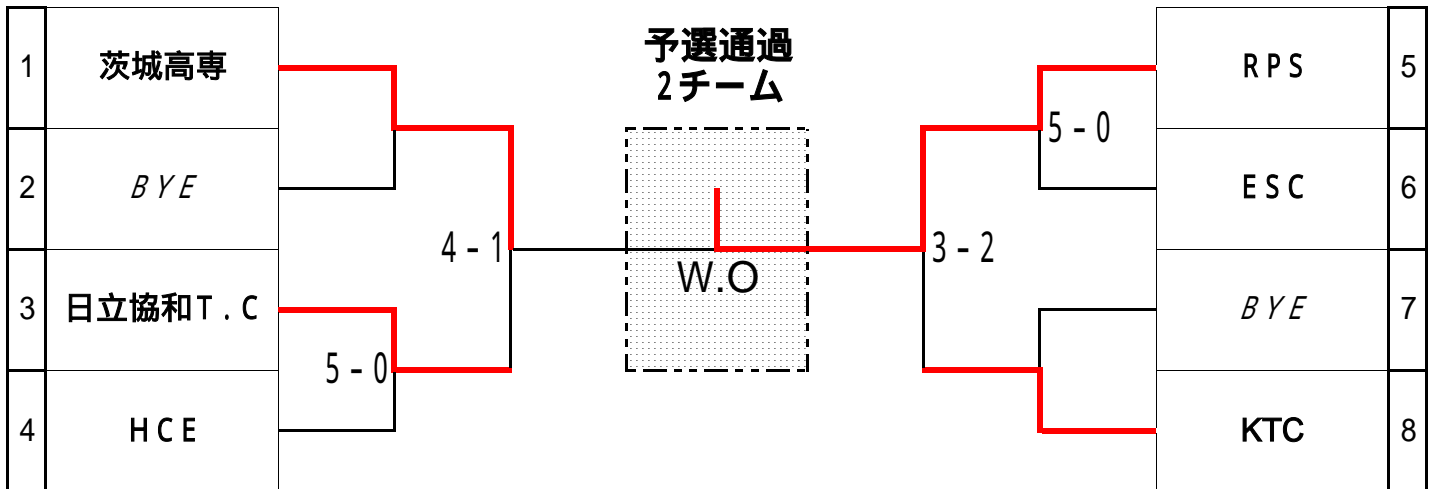 予選通過
2チーム
1 茨城高専
2 BYE
3 日立協和T.C
4 HCE
5-0
4-1
W.O
3-2
5-0
RPS 5
ESC 6
BYE 7
KTC 8